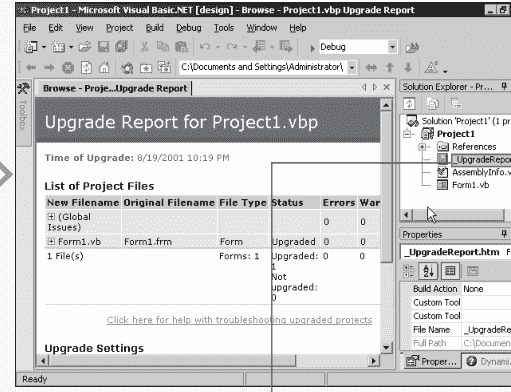 Project1 - Microsoft Visual Basic.NET [design] - Browse - Project1.vbp Upgrade Report
File Edit View Project Build Debug Tools Window Help
Debug
C:\Documents and Settings\Administrator\
Toolbox
Browse - Proje...Upgrade Report
Upgrade Report for Project1.vbp
Time of Upgrade: 8/19/2001 10:19 PM
List of Project Files
New Filename Original Filename File Type Status Errors War
(Global Issues) 0 0
Form1.vb Form1.frm Form Upgraded 0 0
1 File(s) Forms: 1 Upgraded: 1 Not upgraded: 0 0 0
Click here for help with troubleshooting upgraded projects
Upgrade Settings
Solution Explorer - Pr...
Solution 'Project1' (1 pr
Project1
References
_UpgradeRepor
AssemblyInfo.v
Form1.vb
Properties
_UpgradeReport.htm F
Build Action None
Custom Tool
Custom Tool
File Name _UpgradeRe
Full Path C:\Documen
Proper... Dynami.
Ready